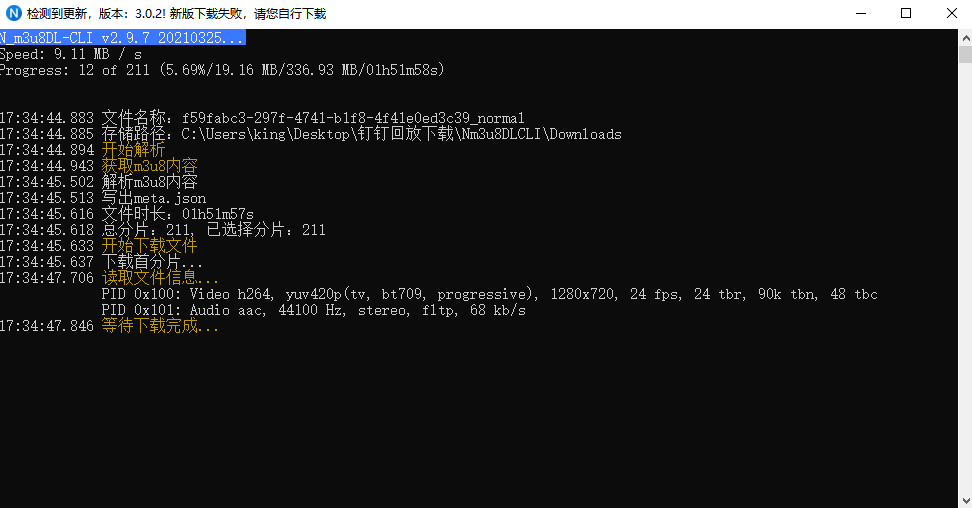 检测到更新，版本：3.0.2! 新版下载失败，请您自行下载
N_m3u8DL-CLI v2.9.7 20210325...
Speed: 9.11 MB / s
Progress: 12 of 211 (5.69%/19.16 MB/336.93 MB/01h51m58s)
17:34:44.883 文件名称：f59fabc3-297f-4741-b1f8-4f41e0ed3c39_normal
17:34:44.885 存储路径：C:\Users\king\Desktop\钉钉回放下载\Nm3u8DLCLI\Downloads
17:34:44.894 开始解析
17:34:44.943 获取m3u8内容
17:34:45.502 解析m3u8内容
17:34:45.513 写出meta.json
17:34:45.616 文件时长：01h51m57s
17:34:45.618 总分片：211, 已选择分片：211
17:34:45.633 开始下载文件
17:34:45.637 下载首分片...
17:34:47.706 读取文件信息...
PID 0x100: Video h264, yuv420p(tv, bt709, progressive), 1280x720, 24 fps, 24 tbr, 90k tbn, 48 tbc
PID 0x101: Audio aac, 44100 Hz, stereo, fltp, 68 kb/s
17:34:47.846 等待下载完成...